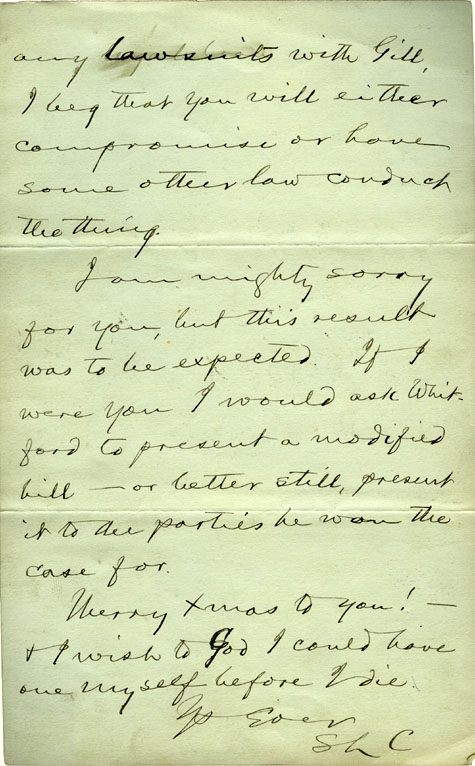 any lawsuits with Gill,
I beg that you will either
compromise or have
some other law conduct
the thing.
I am mighty sorry
for you, but this result
was to be expected. If I
were you I would ask Whit-
ford to present a modified
bill — or better still, present
it to the parties he won the
case for.
Merry Xmas to you! —
& I wish to God I could have
one myself before I die.
Ys Ever
SLC